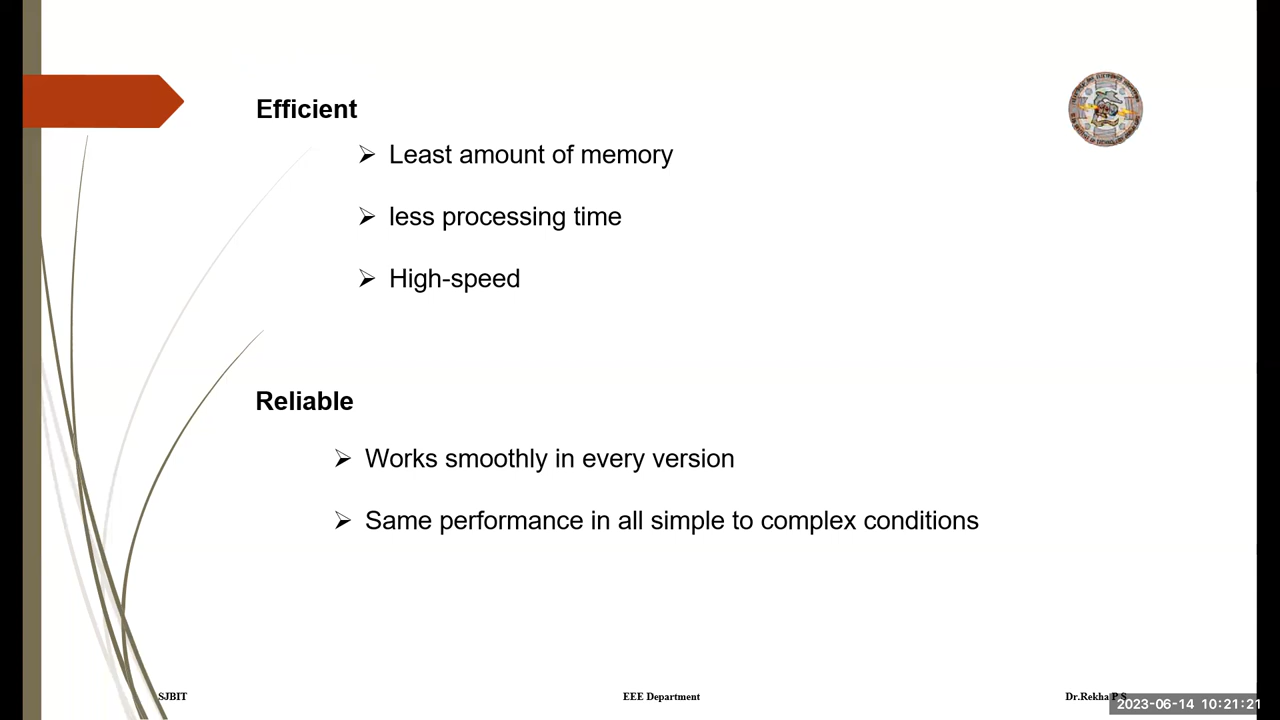 Efficient
➢ Least amount of memory
➢ less processing time
➢ High-speed
Reliable
➢ Works smoothly in every version
➢ Same performance in all simple to complex conditions
SJBIT EEE Department Dr.Rekha P S
2023-06-14 10:21:21